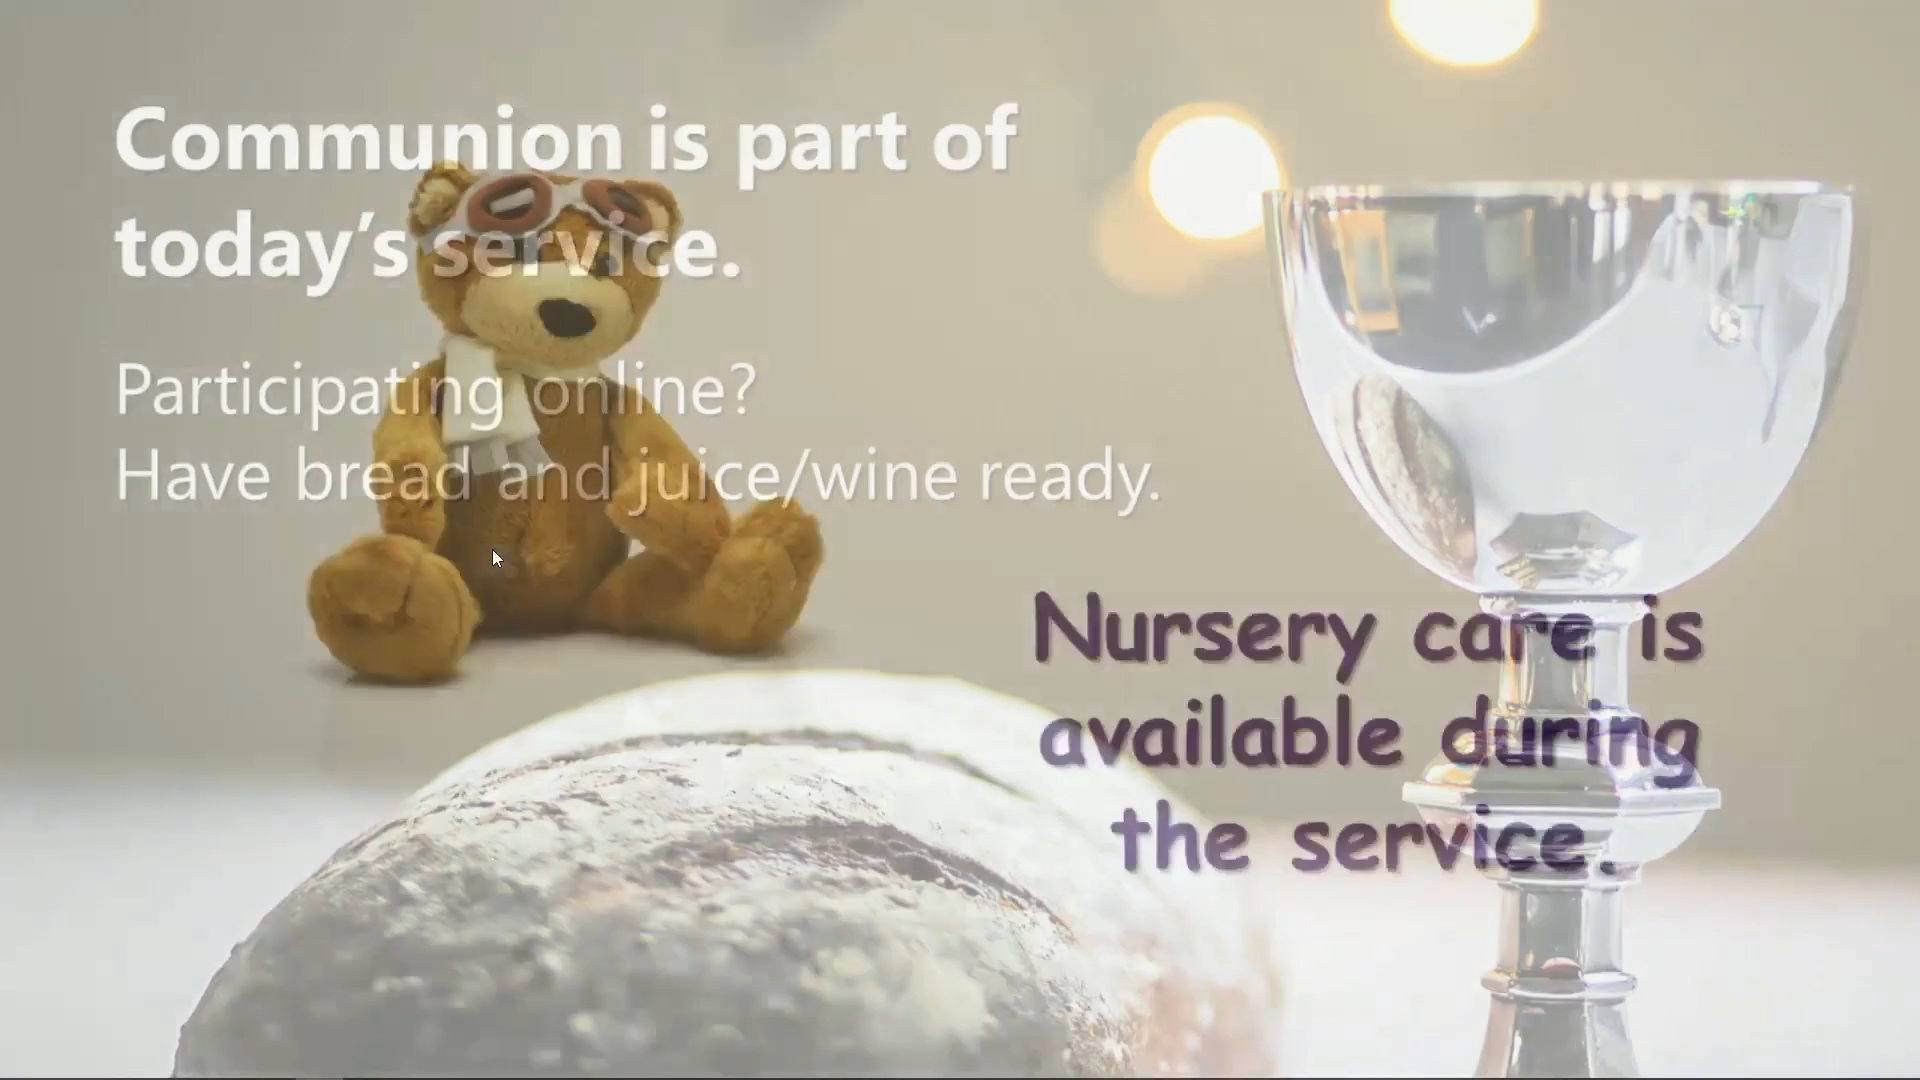 Communion is part of
today’s service.
Participating online?
Have bread and juice/wine ready.
Nursery care is
available during
the service.